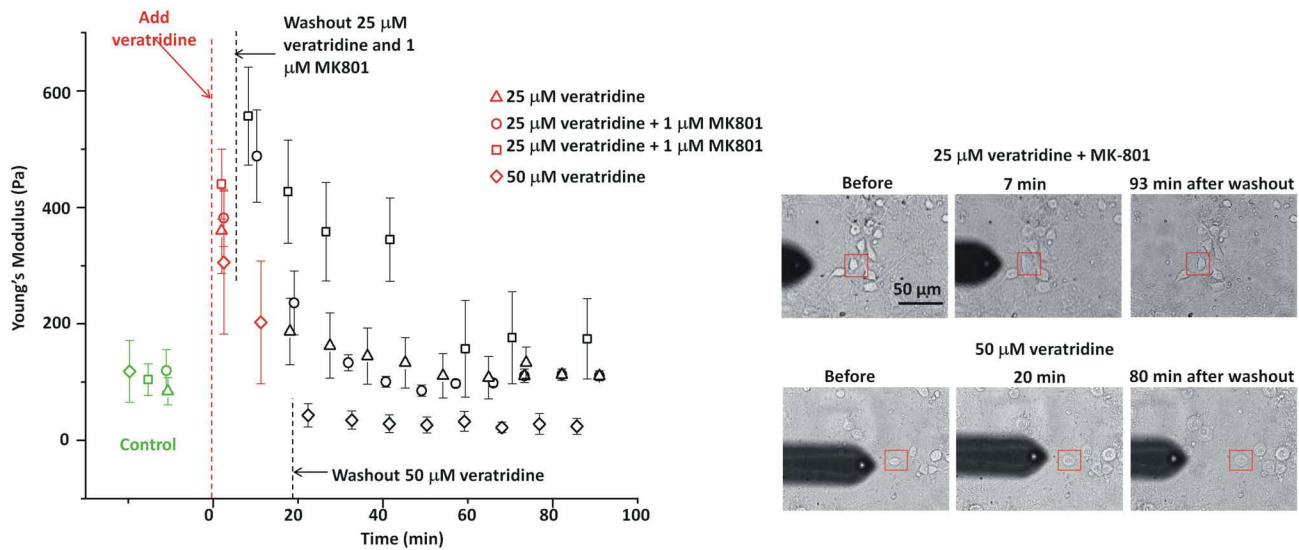 Add
veratridine
Washout 25 μM
veratridine and 1
μM MK801
25 μM veratridine
25 μM veratridine + 1 μM MK801
25 μM veratridine + 1 μM MK801
50 μM veratridine
Young's Modulus (Pa)
600
400
200
0
Control
Washout 50 μM veratridine
0
20
40
60
80
100
Time (min)
25 μM veratridine + MK-801
Before
7 min
93 min after washout
50 μm
50 μM veratridine
Before
20 min
80 min after washout